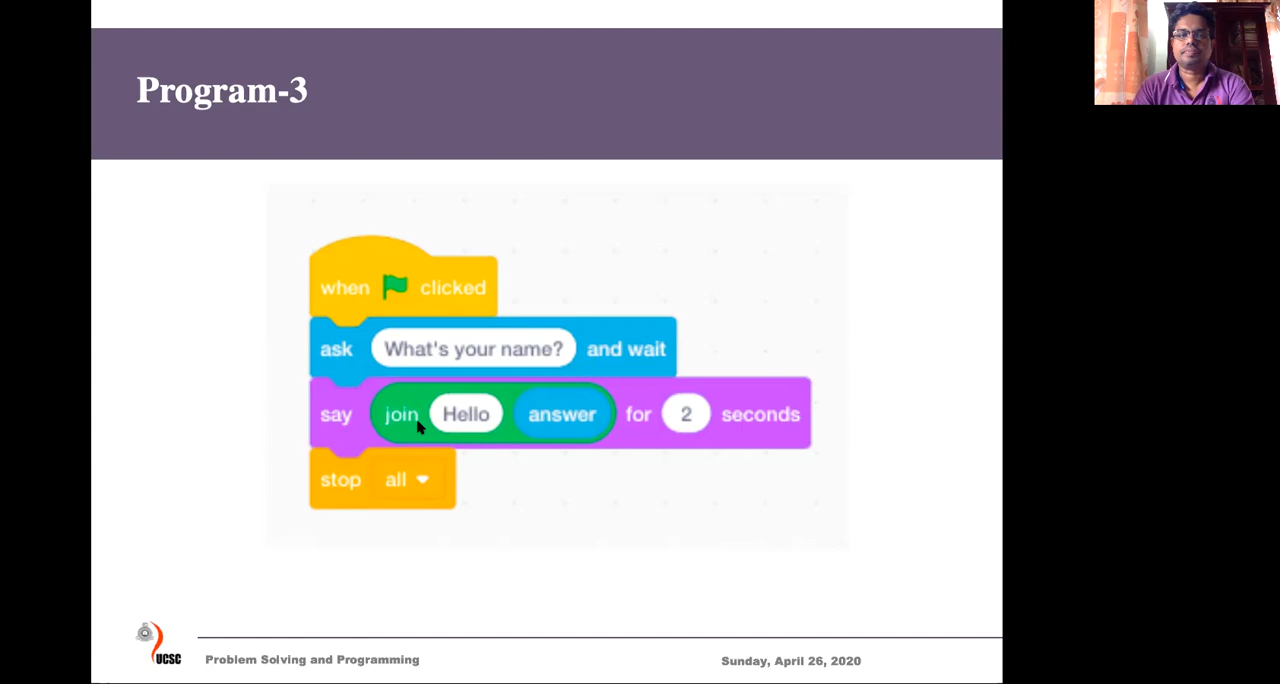 Program-3
when clicked
ask What's your name? and wait
say join Hello answer for 2 seconds
stop all
UCSC
Problem Solving and Programming
Sunday, April 26, 2020